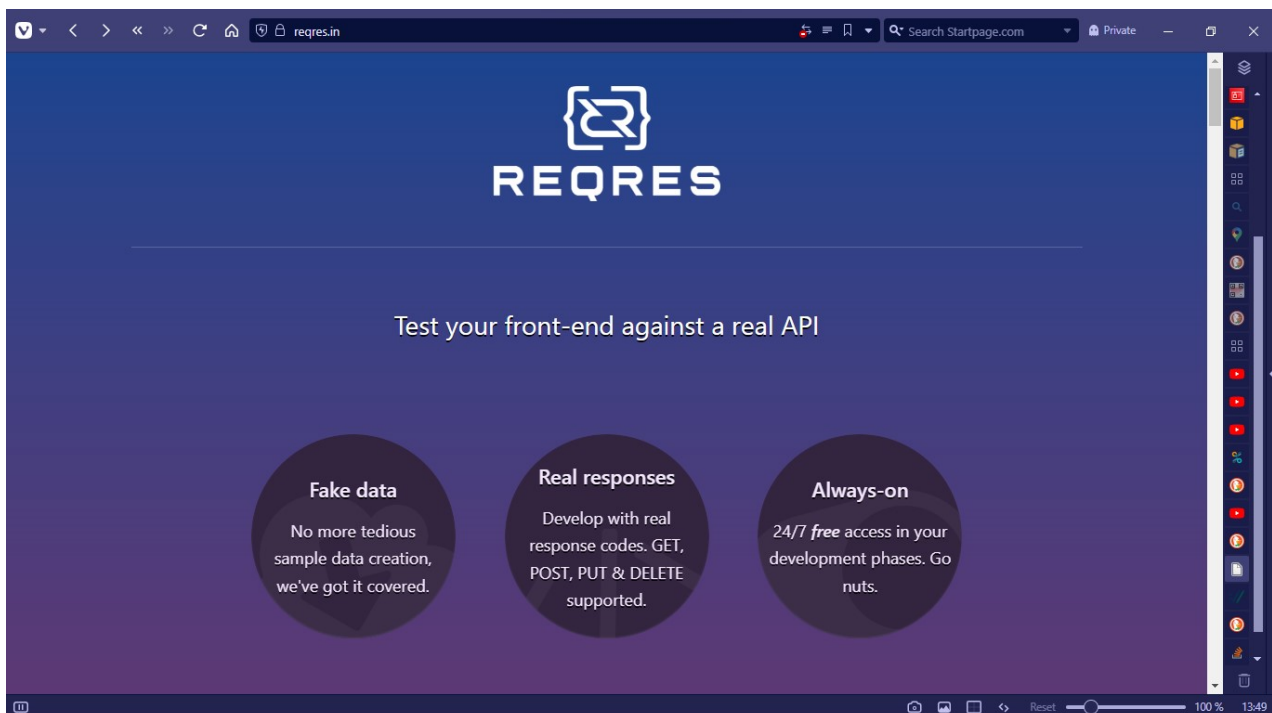 reqres.in
Search Startpage.com
Private
REQRES
Test your front-end against a real API
Fake data
No more tedious
sample data creation,
we've got it covered.
Real responses
Develop with real
response codes. GET,
POST, PUT & DELETE
supported.
Always-on
24/7 free access in your
development phases. Go
nuts.
Reset
100 %
13:49